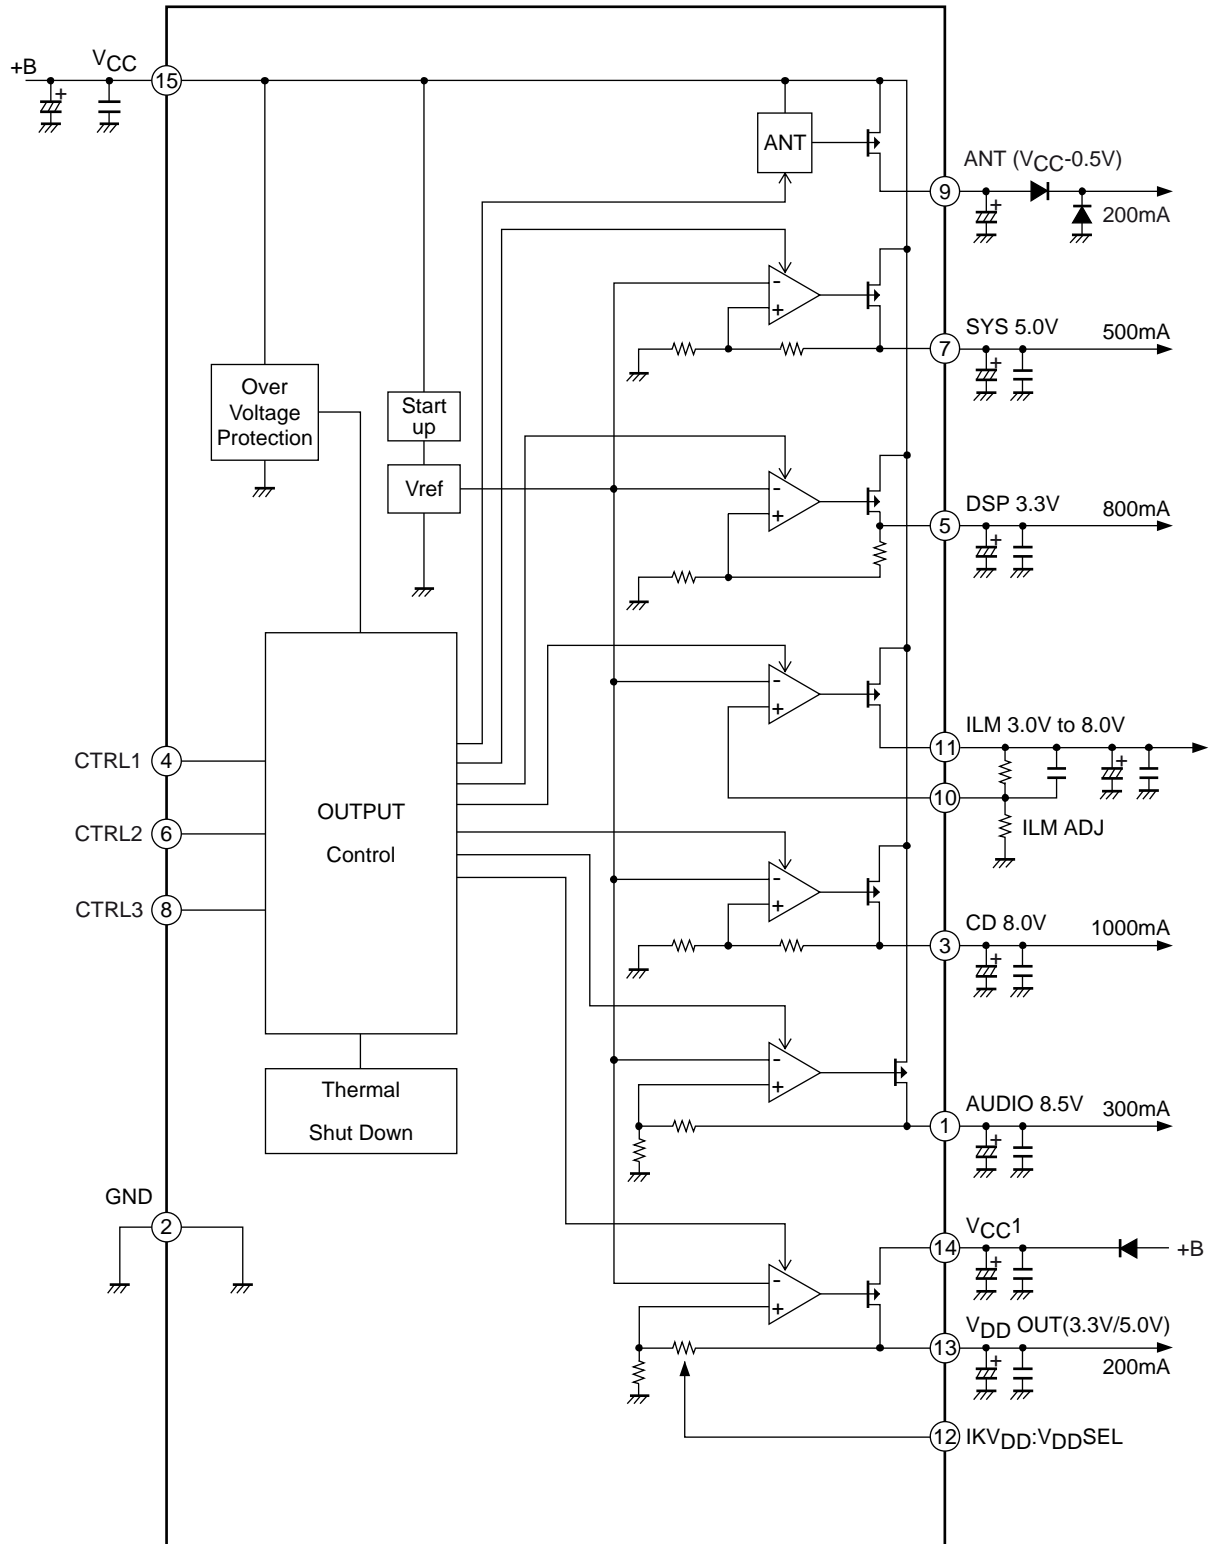 +B
VCC
15
ANT
ANT (VCC-0.5V)
9
200mA
+
-
+
SYS 5.0V
500mA
7
+
Over
Voltage
Protection
Start
up
Vref
-
+
DSP 3.3V
800mA
5
+
-
+
ILM 3.0V to 8.0V
11
+
10
ILM ADJ
CTRL1
4
CTRL2
6
CTRL3
8
OUTPUT
Control
-
+
CD 8.0V
1000mA
3
+
-
+
Thermal
Shut Down
AUDIO 8.5V
300mA
1
+
GND
2
VCC1
14
+B
+
-
+
VDD OUT(3.3V/5.0V)
13
200mA
+
12
IKVDD:VDDSEL
+